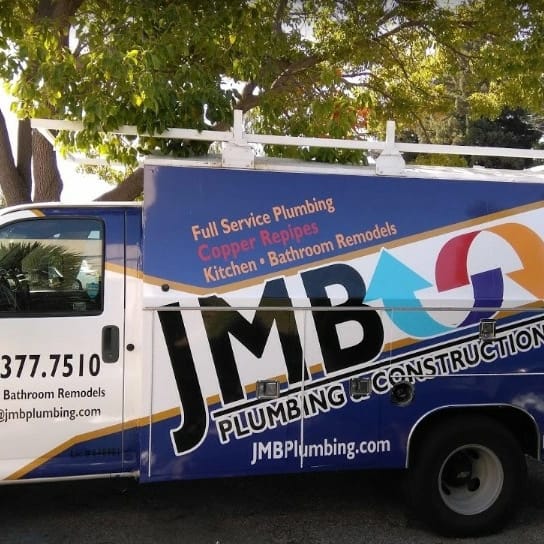 Full Service Plumbing
Copper Repipes
Kitchen • Bathroom Remodels
JMB
PLUMBING & CONSTRUCTION
JMBPlumbing.com
377.7510
Bathroom Remodels
@jmbplumbing.com